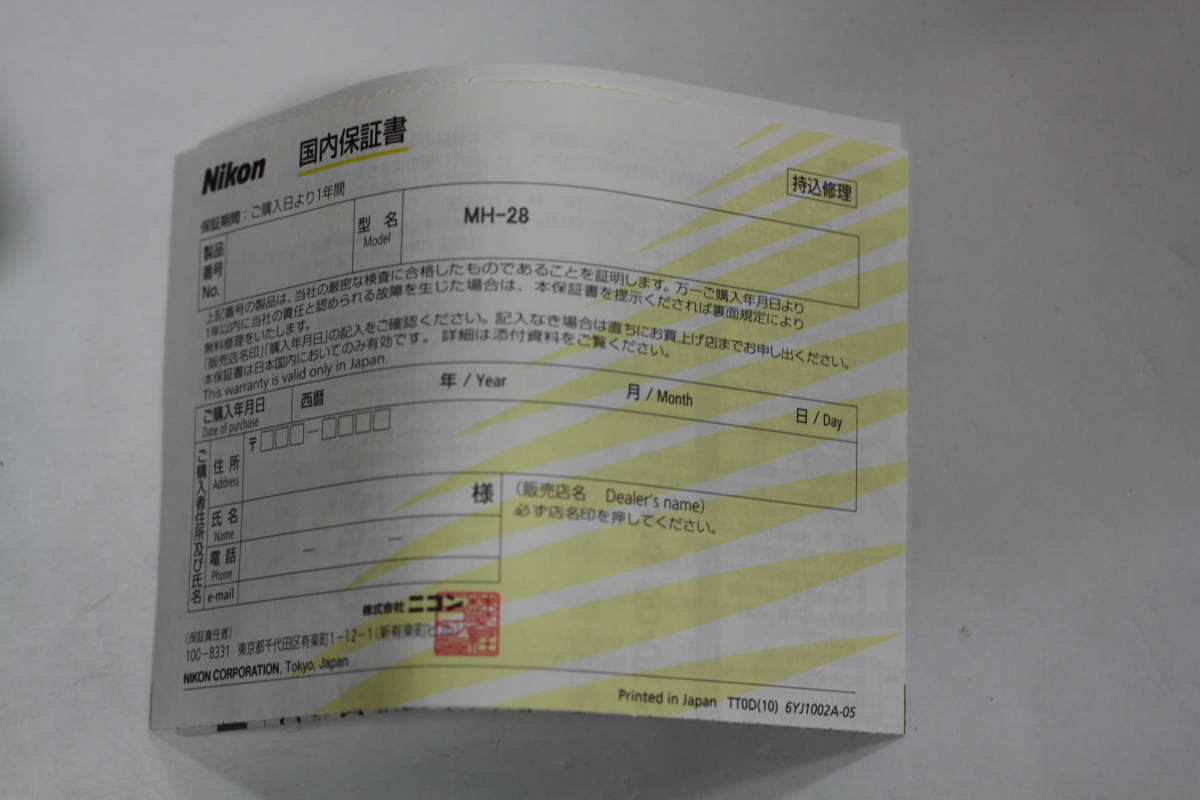 Nikon 国内保証書
持込修理
保証期間：ご購入日より1年間
製品番号 No.
型名 Model
MH-28
上記番号の製品は、当社の厳密な検査に合格したものであることを証明します。万一ご購入年月日より
1年以内に当社の責任と認められる故障を生じた場合は、本保証書を提示くだされば裏面規定により
無料修理をいたします。
「販売店名印」「購入年月日」の記入をご確認ください。記入なき場合は直ちにお買上げ店までお申し出ください。
本保証書は日本国内においてのみ有効です。詳細は添付資料をご覧ください。
This warranty is valid only in Japan.
ご購入年月日 Date of purchase
西暦 年 / Year 月 / Month 日 / Day
ご購入者住所及び氏名
住所 Address
〒□□□-□□□□
氏名 Name
様
電話 Phone
— —
e-mail
（販売店名 Dealer's name）
必ず店名印を押してください。
株式会社 ニコン
（保証責任者）
100-8331 東京都千代田区有楽町1-12-1（新有楽町ビル）
NIKON CORPORATION, Tokyo, Japan
Printed in Japan TT0D(10) 6YJ1002A-05